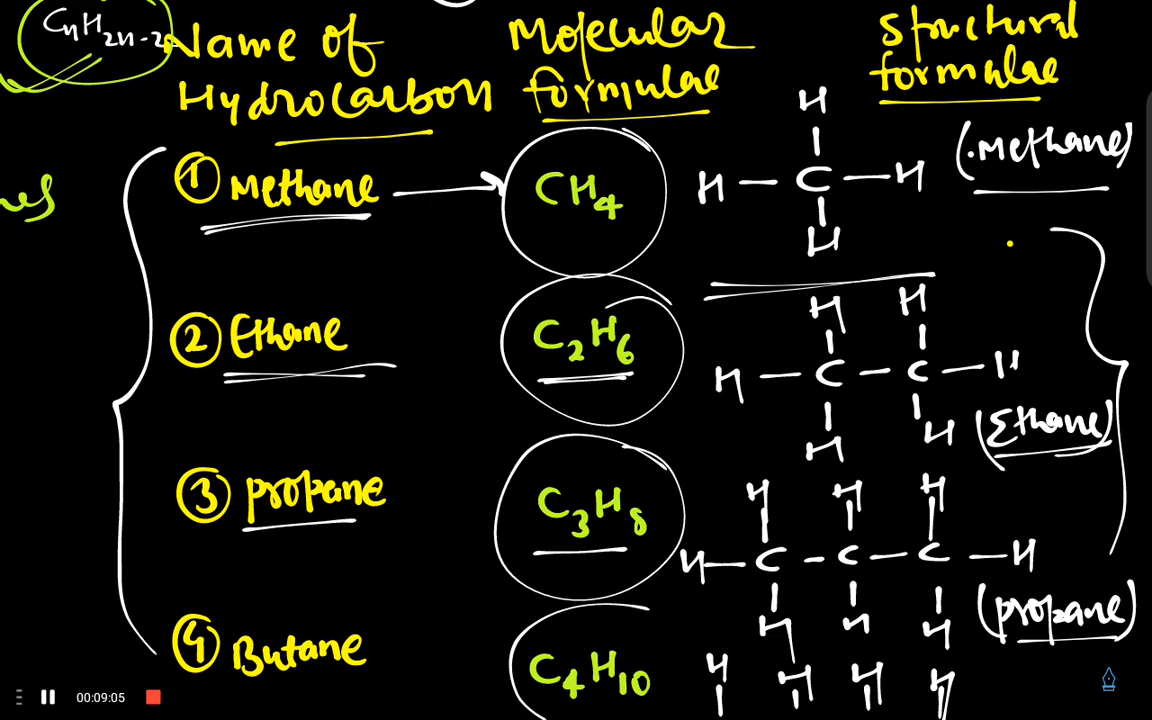 CnH2n-2
Name of Hydrocarbon
Molecular formulae
Structural formulae
① Methane
CH4
H
H — C — H
H
(Methane)
② Ethane
C2H6
H H
H — C — C — H
H H
(Ethane)
③ propane
C3H8
H H H
H — C — C — C — H
H H H
(propane)
④ Butane
C4H10
H H H H
00:09:05